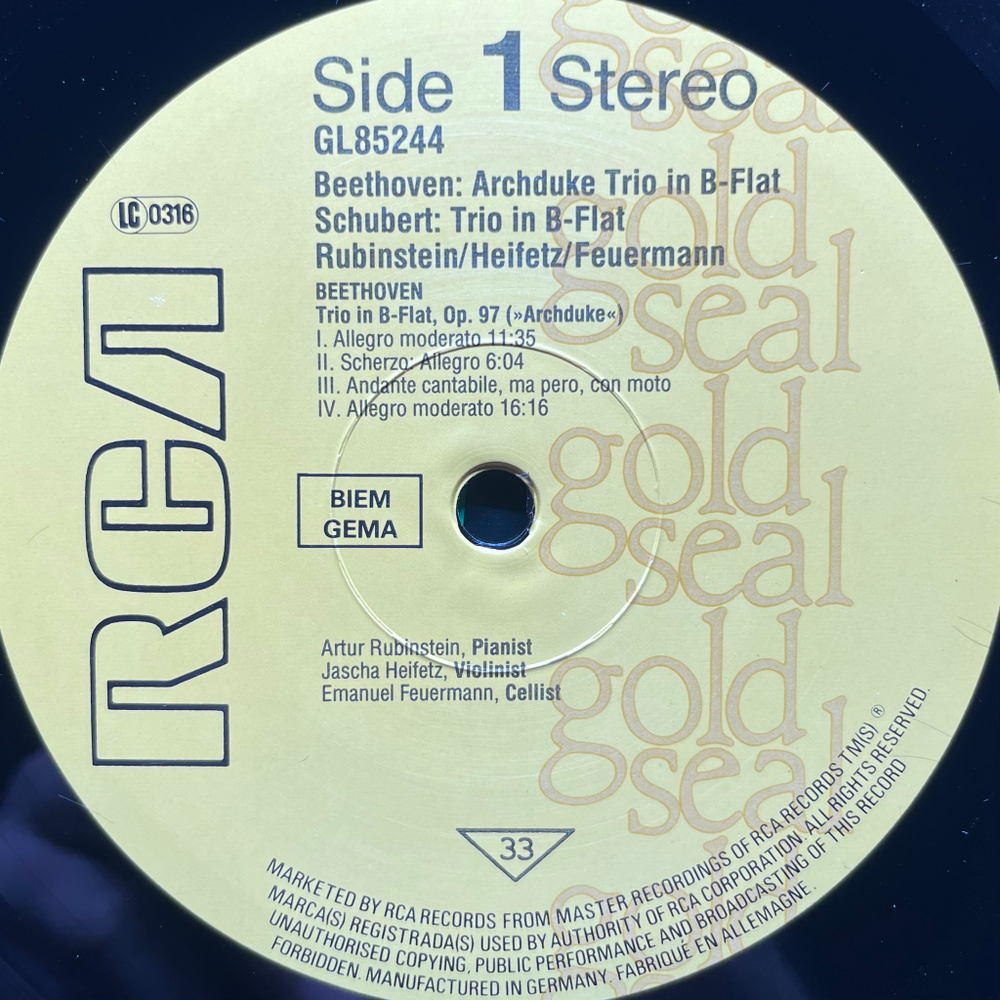 Side 1 Stereo
GL85244
Beethoven: Archduke Trio in B-Flat
Schubert: Trio in B-Flat
Rubinstein/Heifetz/Feuermann
BEETHOVEN
Trio in B-Flat, Op. 97 (»Archduke«)
I. Allegro moderato 11:35
II. Scherzo: Allegro 6:04
III. Andante cantabile, ma pero, con moto
IV. Allegro moderato 16:16
LC 0316
RCA
BIEM
GEMA
Artur Rubinstein, Pianist
Jascha Heifetz, Violinist
Emanuel Feuermann, Cellist
33
gold
seal
gold
seal
gold
seal
gold
seal
gold
MARKETED BY RCA RECORDS FROM MASTER RECORDINGS OF RCA RECORDS TM(S) ®
MARCA(S) REGISTRADA(S) USED BY AUTHORITY OF RCA CORPORATION. ALL RIGHTS RESERVED.
UNAUTHORISED COPYING, PUBLIC PERFORMANCE AND BROADCASTING OF THIS RECORD
FORBIDDEN. MANUFACTURED IN GERMANY. FABRIQUÉ EN ALLEMAGNE.